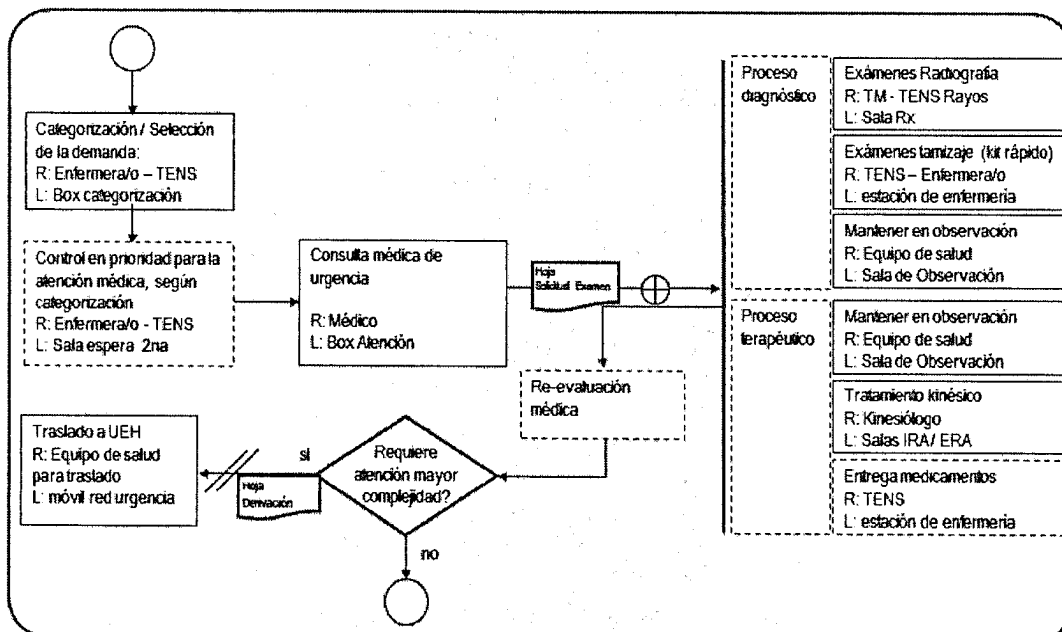 Categorización / Selección
de la demanda:
R: Enfermera/o – TENS
L: Box categorización
Control en prioridad para la
atención médica, según
categorización
R: Enfermera/o - TENS
L: Sala espera 2na
Consulta médica de
urgencia
R: Médico
L: Box Atención
Hoja
Solicitud Examen
Proceso
diagnóstico
Exámenes Radiografía
R: TM - TENS Rayos
L: Sala Rx
Exámenes tamizaje (kit rápido)
R: TENS – Enfermera/o
L: estación de enfermería
Mantener en observación
R: Equipo de salud
L: Sala de Observación
Proceso
terapéutico
Mantener en observación
R: Equipo de salud
L: Sala de Observación
Tratamiento kinésico
R: Kinesiólogo
L: Salas IRA / ERA
Entrega medicamentos
R: TENS
L: estación de enfermería
Re-evaluación
médica
Requiere
atención mayor
complejidad?
si
Hoja
Derivación
no
Traslado a UEH
R: Equipo de salud
para traslado
L: móvil red urgencia